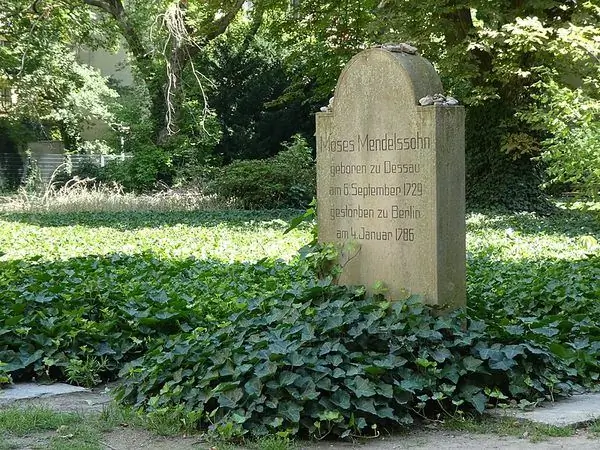 Moses Mendelssohn
geboren zu Dessau
am 6. September 1729
gestorben zu Berlin
am 4. Januar 1786